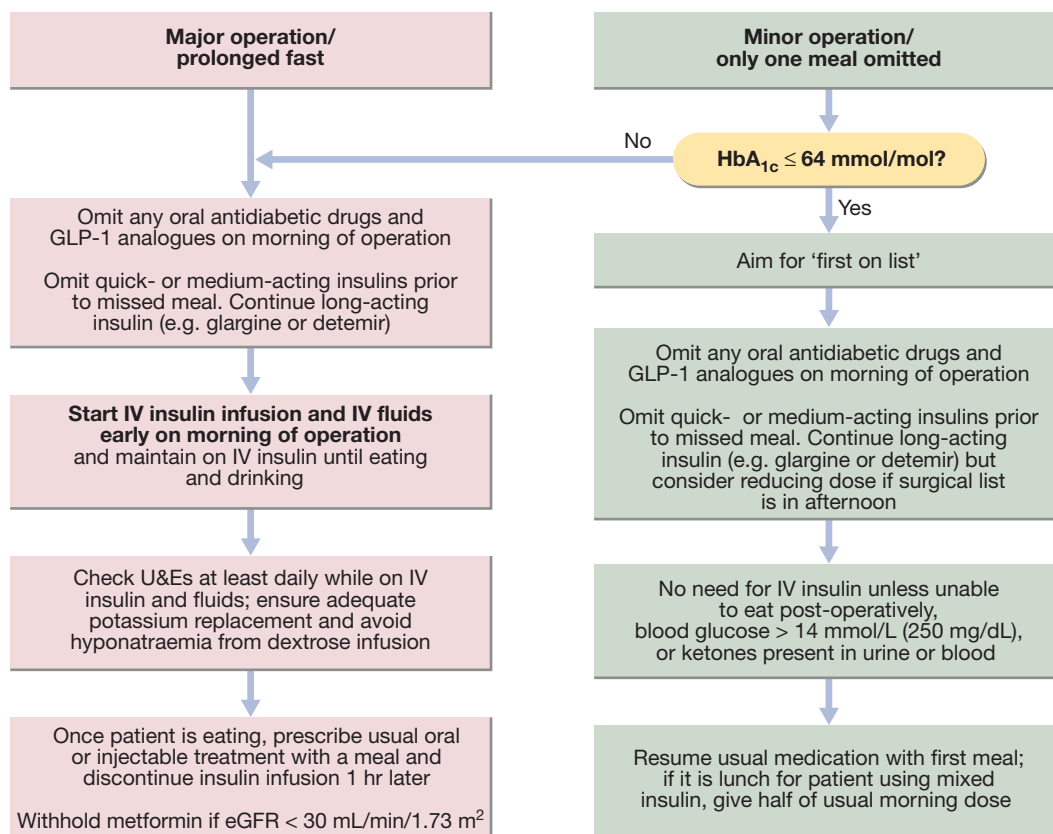 Major operation/
prolonged fast
Omit any oral antidiabetic drugs and
GLP-1 analogues on morning of operation
Omit quick- or medium-acting insulins prior
to missed meal. Continue long-acting
insulin (e.g. glargine or detemir)
Start IV insulin infusion and IV fluids
early on morning of operation
and maintain on IV insulin until eating
and drinking
Check U&Es at least daily while on IV
insulin and fluids; ensure adequate
potassium replacement and avoid
hyponatraemia from dextrose infusion
Once patient is eating, prescribe usual oral
or injectable treatment with a meal and
discontinue insulin infusion 1 hr later
Withhold metformin if eGFR < 30 mL/min/1.73 m²
Minor operation/
only one meal omitted
No
HbA₁c ≤ 64 mmol/mol?
Yes
Aim for ‘first on list’
Omit any oral antidiabetic drugs and
GLP-1 analogues on morning of operation
Omit quick- or medium-acting insulins prior
to missed meal. Continue long-acting
insulin (e.g. glargine or detemir) but
consider reducing dose if surgical list
is in afternoon
No need for IV insulin unless unable
to eat post-operatively,
blood glucose > 14 mmol/L (250 mg/dL),
or ketones present in urine or blood
Resume usual medication with first meal;
if it is lunch for patient using mixed
insulin, give half of usual morning dose